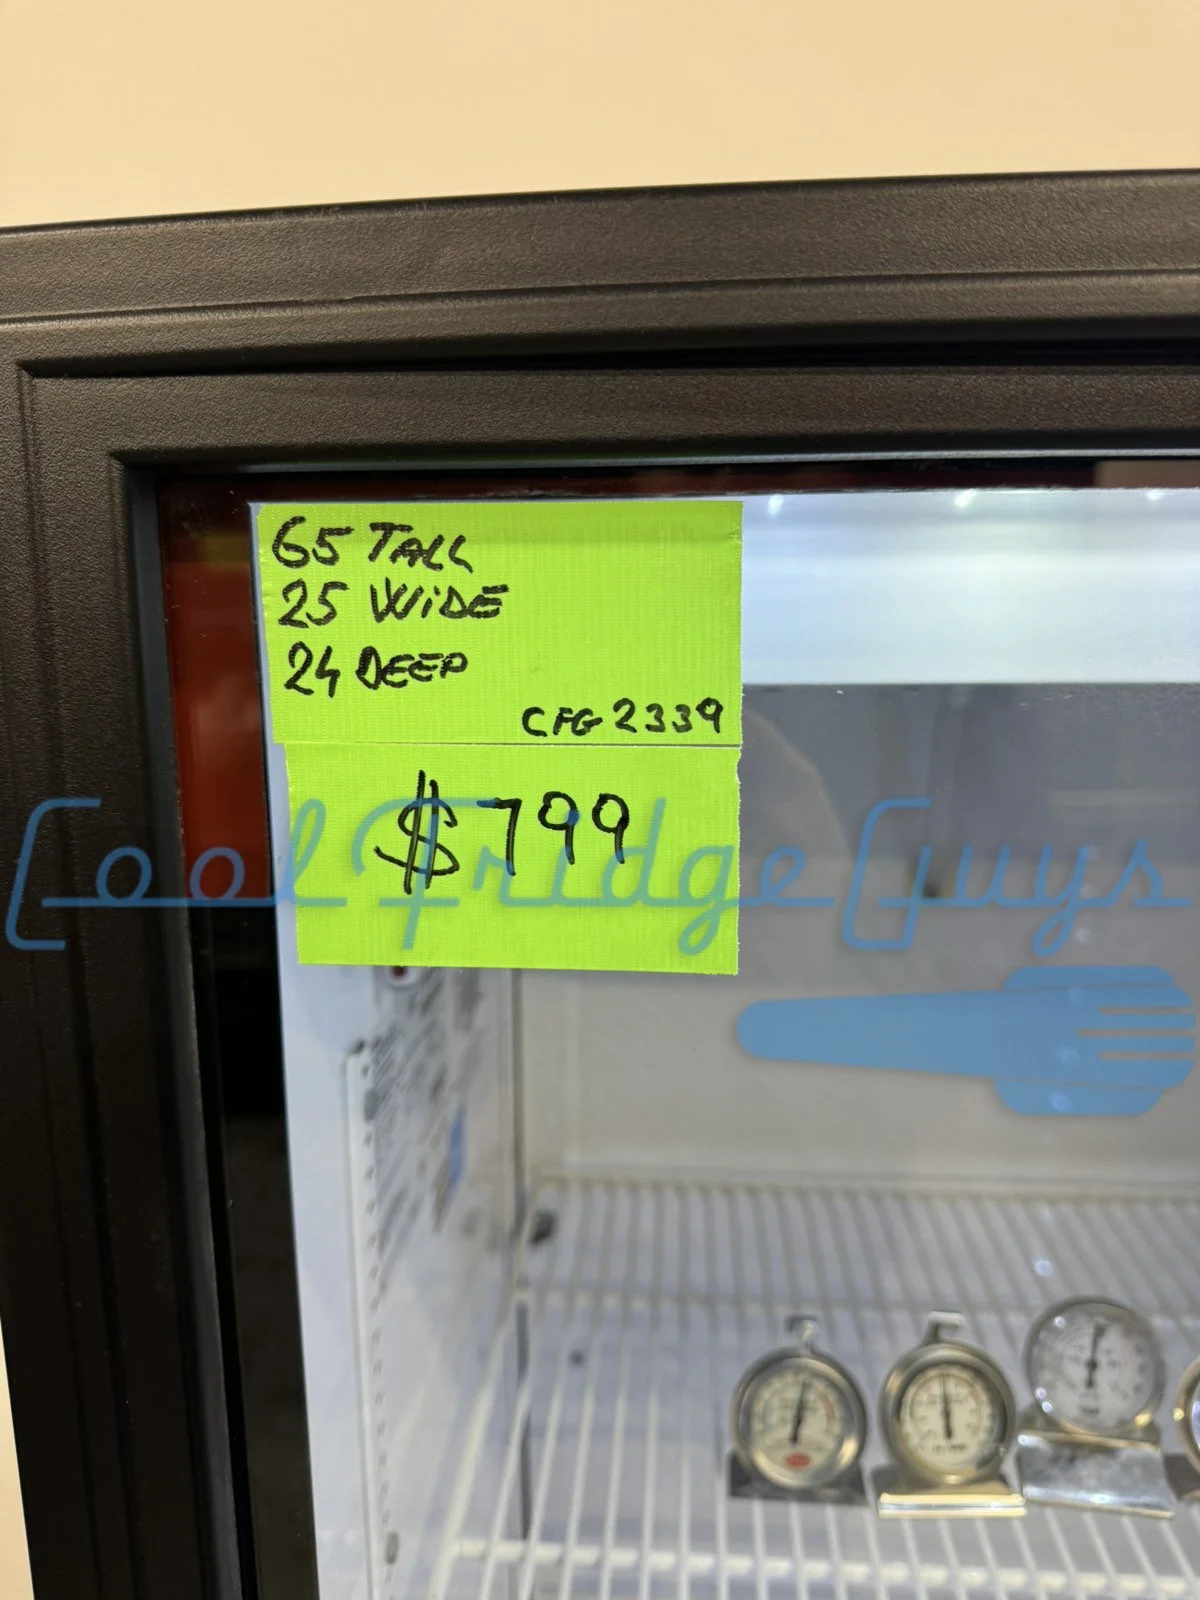 65 TALL
25 WiDE
24 DEEP
CFG 2339
$799
Cool Fridge Guys